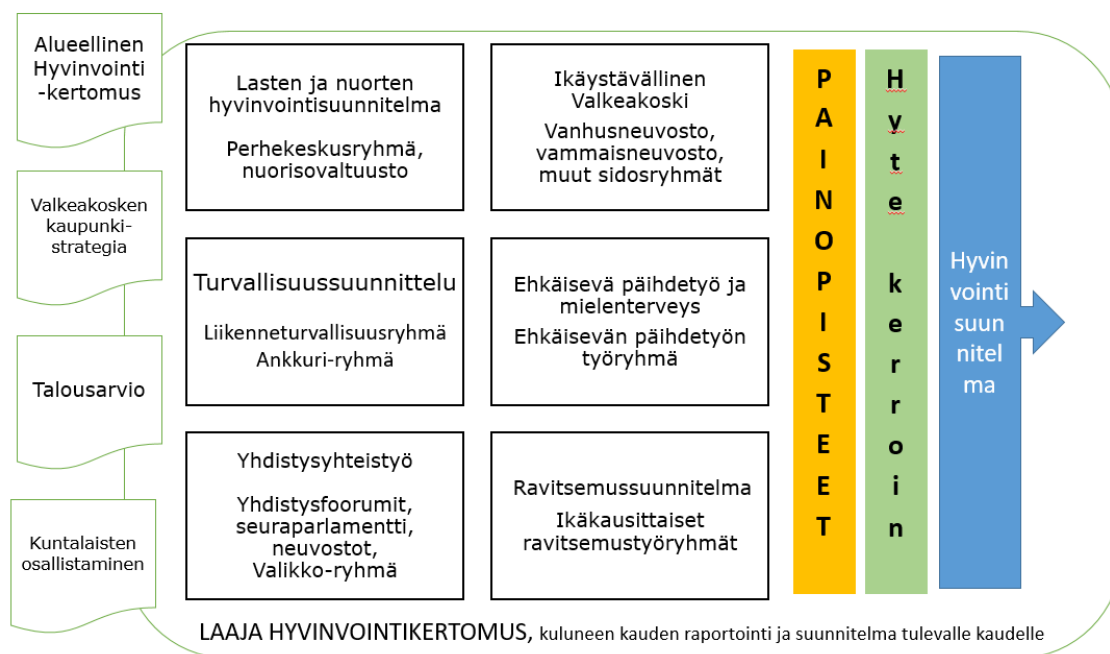 Alueellinen
Hyvinvointi
-kertomus
Valkeakosken
kaupunki-
strategia
Talousarvio
Kuntalaisten
osallistaminen
Lasten ja nuorten
hyvinvointisuunnitelma
Perhekeskusryhmä,
nuorisovaltuusto
Ikäystävällinen
Valkeakoski
Vanhusneuvosto,
vammaisneuvosto,
muut sidosryhmät
Turvallisuussuunnittelu
Liikenneturvallisuusryhmä
Ankkuri-ryhmä
Ehkäisevä päihdetyö ja
mielenterveys
Ehkäisevän päihdetyön
työryhmä
Yhdistysyhteistyö
Yhdistysfoorumit,
seuraparlamentti,
neuvostot,
Valikko-ryhmä
Ravitsemussuunnitelma
Ikäkausittaiset
ravitsemustyöryhmät
PAINOPISTEET
Hyte kerroin
Hyvin
vointi
suun
nitel
ma
LAAJA HYVINVOINTIKERTOMUS, kuluneen kauden raportointi ja suunnitelma tulevalle kaudelle